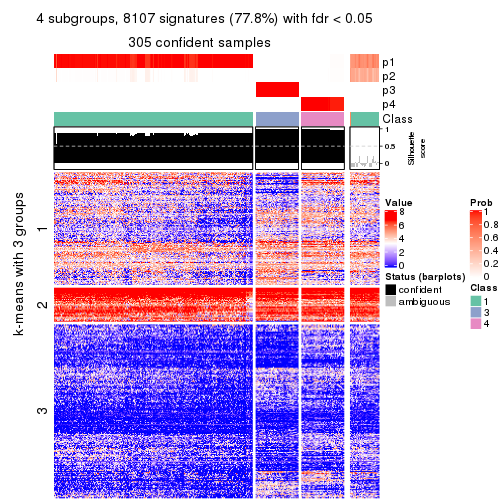 4 subgroups, 8107 signatures (77.8%) with fdr < 0.05
305 confident samples
p1
p2
p3
p4
Class
1
0.5
0
Silhouette
score
k-means with 3 groups
1
2
3
Value
8
6
4
2
0
Status (barplots)
confident
ambiguous
Prob
1
0.8
0.6
0.4
0.2
0
Class
1
3
4